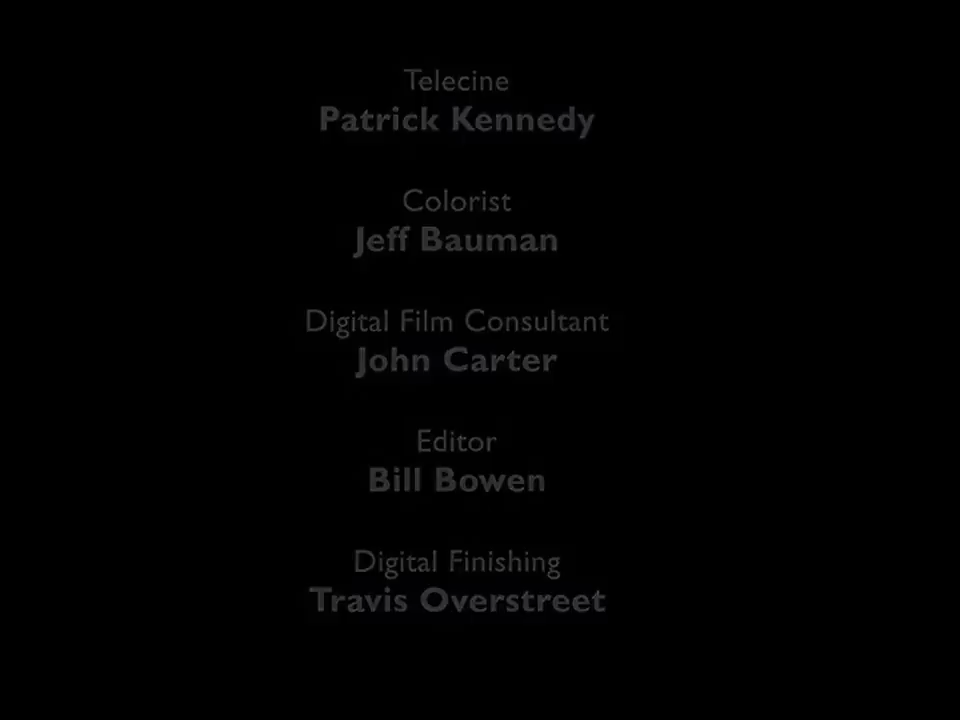 Telecine
Patrick Kennedy
Colorist
Jeff Bauman
Digital Film Consultant
John Carter
Editor
Bill Bowen
Digital Finishing
Travis Overstreet